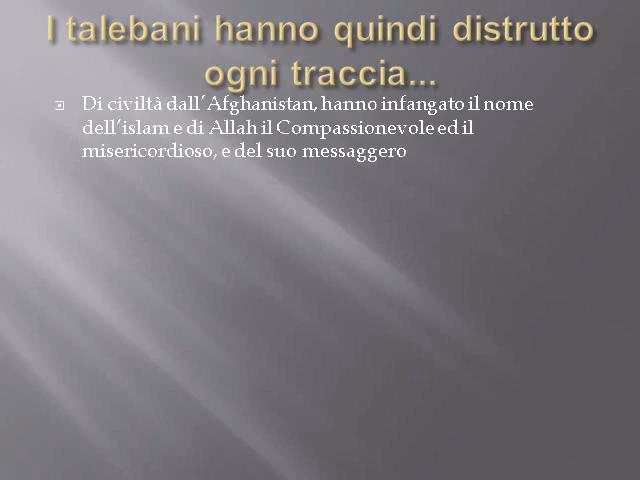 I talebani hanno quindi distrutto
ogni traccia...
Di civiltà dall'Afghanistan, hanno infangato il nome
dell'islam e di Allah il Compassionevole ed il
misericordioso, e del suo messaggero